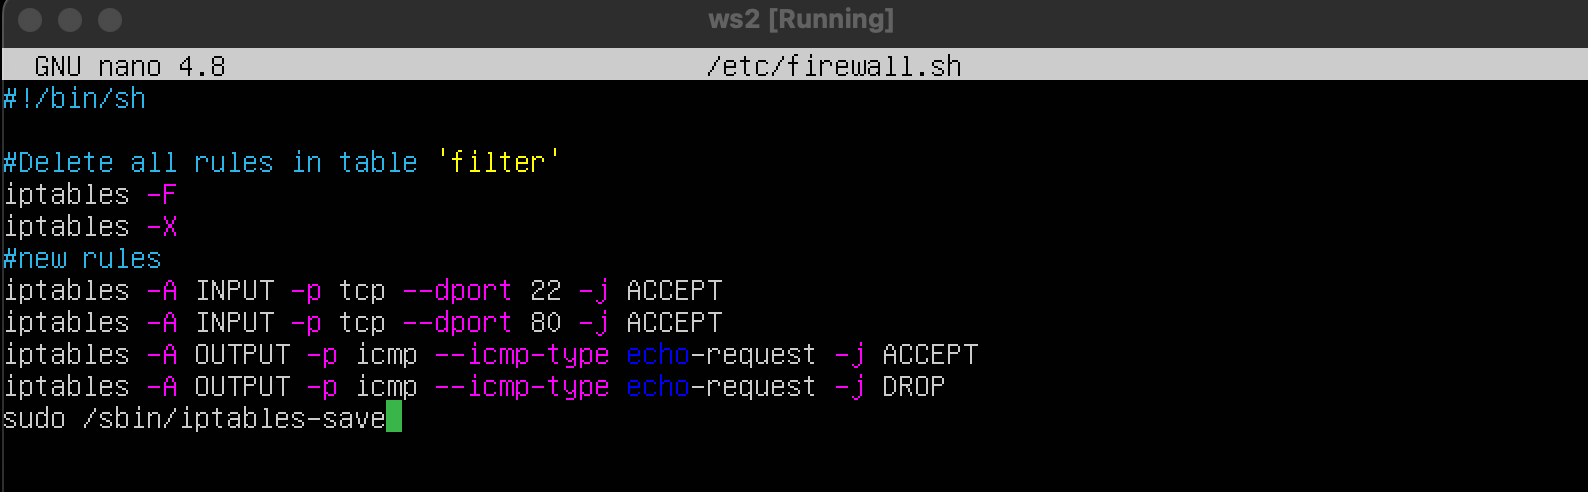 ws2 [Running]
GNU nano 4.8 /etc/firewall.sh
#!/bin/sh
#Delete all rules in table 'filter'
iptables -F
iptables -X
#new rules
iptables -A INPUT -p tcp --dport 22 -j ACCEPT
iptables -A INPUT -p tcp --dport 80 -j ACCEPT
iptables -A OUTPUT -p icmp --icmp-type echo-request -j ACCEPT
iptables -A OUTPUT -p icmp --icmp-type echo-request -j DROP
sudo /sbin/iptables-save